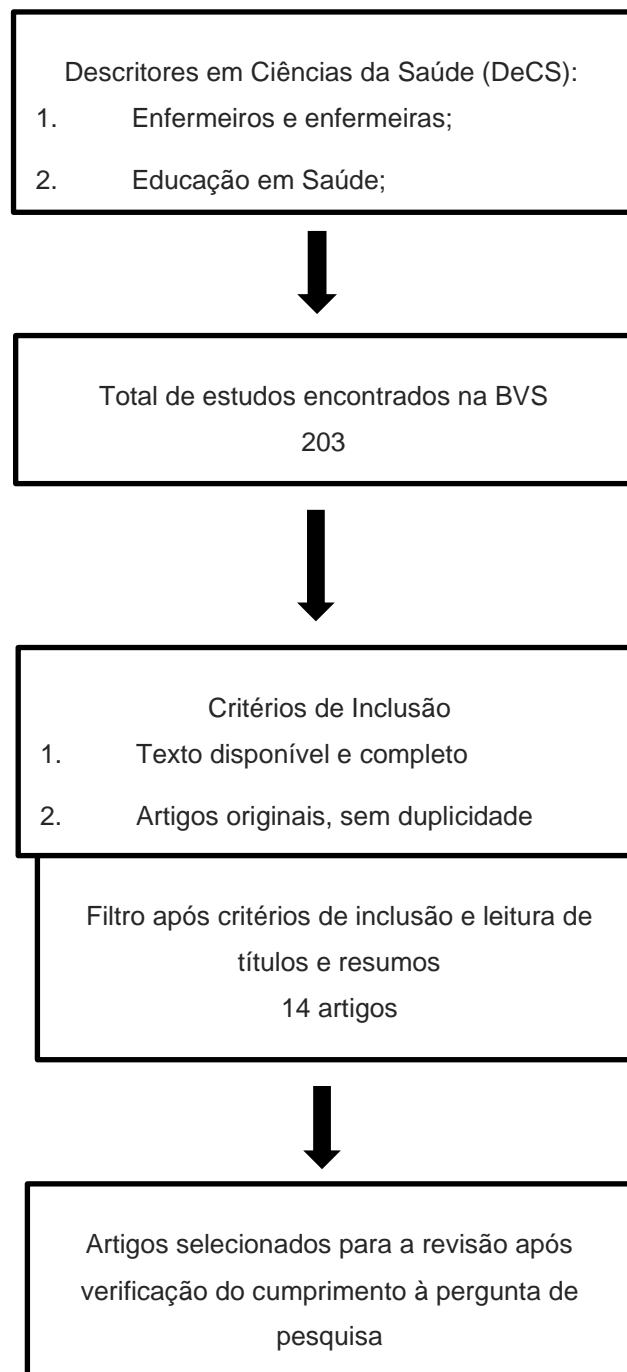 Descritores em Ciências da Saúde (DeCS):
1. Enfermeiros e enfermeiras;
2. Educação em Saúde;
Total de estudos encontrados na BVS
203
Critérios de Inclusão
1. Texto disponível e completo
2. Artigos originais, sem duplicidade
Filtro após critérios de inclusão e leitura de
títulos e resumos
14 artigos
Artigos selecionados para a revisão após
verificação do cumprimento à pergunta de
pesquisa